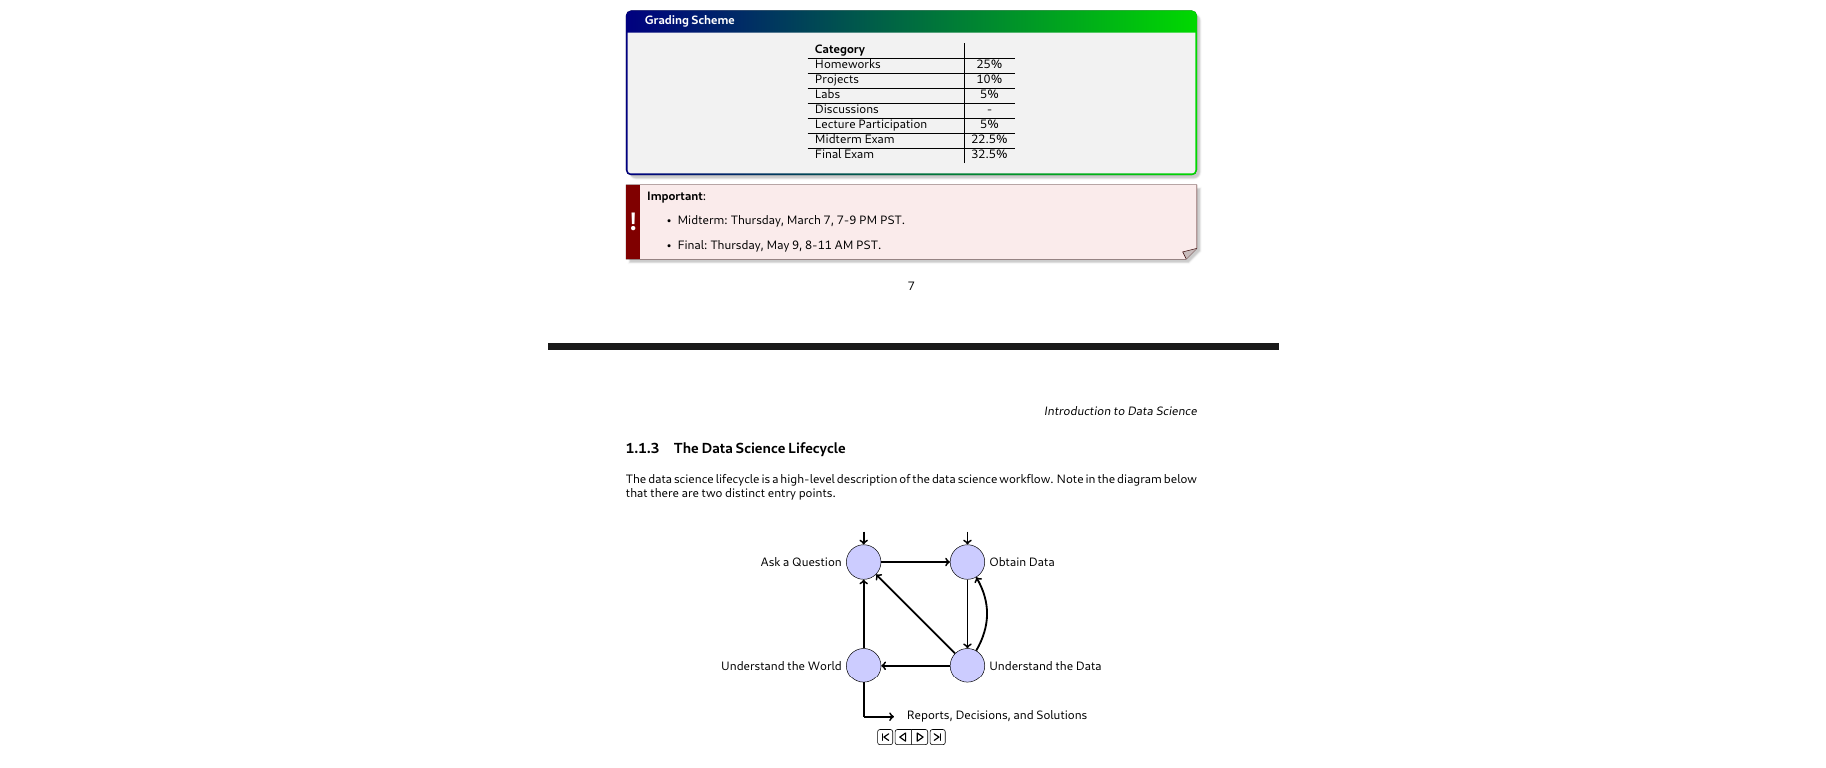 Grading Scheme
Category
Homeworks 25%
Projects 10%
Labs 5%
Discussions -
Lecture Participation 5%
Midterm Exam 22.5%
Final Exam 32.5%
!
Important:
• Midterm: Thursday, March 7, 7-9 PM PST.
• Final: Thursday, May 9, 8-11 AM PST.
7
Introduction to Data Science
1.1.3 The Data Science Lifecycle
The data science lifecycle is a high-level description of the data science workflow. Note in the diagram below
that there are two distinct entry points.
Ask a Question
Obtain Data
Understand the World
Understand the Data
Reports, Decisions, and Solutions